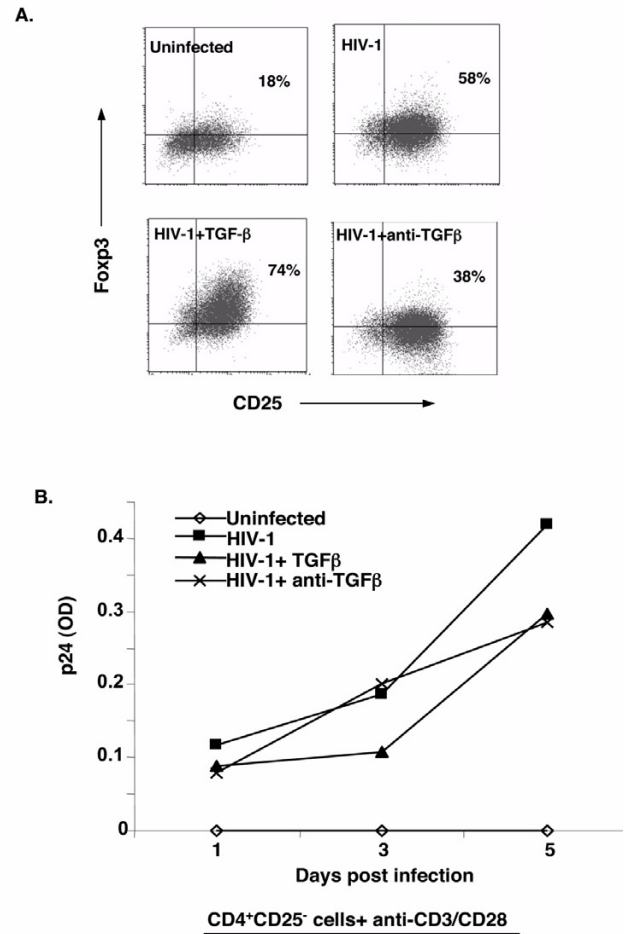 A.
Uninfected
18%
HIV-1
58%
HIV-1+TGF-β
74%
HIV-1+anti-TGFβ
38%
Foxp3
CD25
B.
Uninfected
HIV-1
HIV-1+ TGFβ
HIV-1+ anti-TGFβ
p24 (OD)
0.4
0.3
0.2
0.1
0
1 3 5
Days post infection
CD4⁺CD25⁻ cells+ anti-CD3/CD28